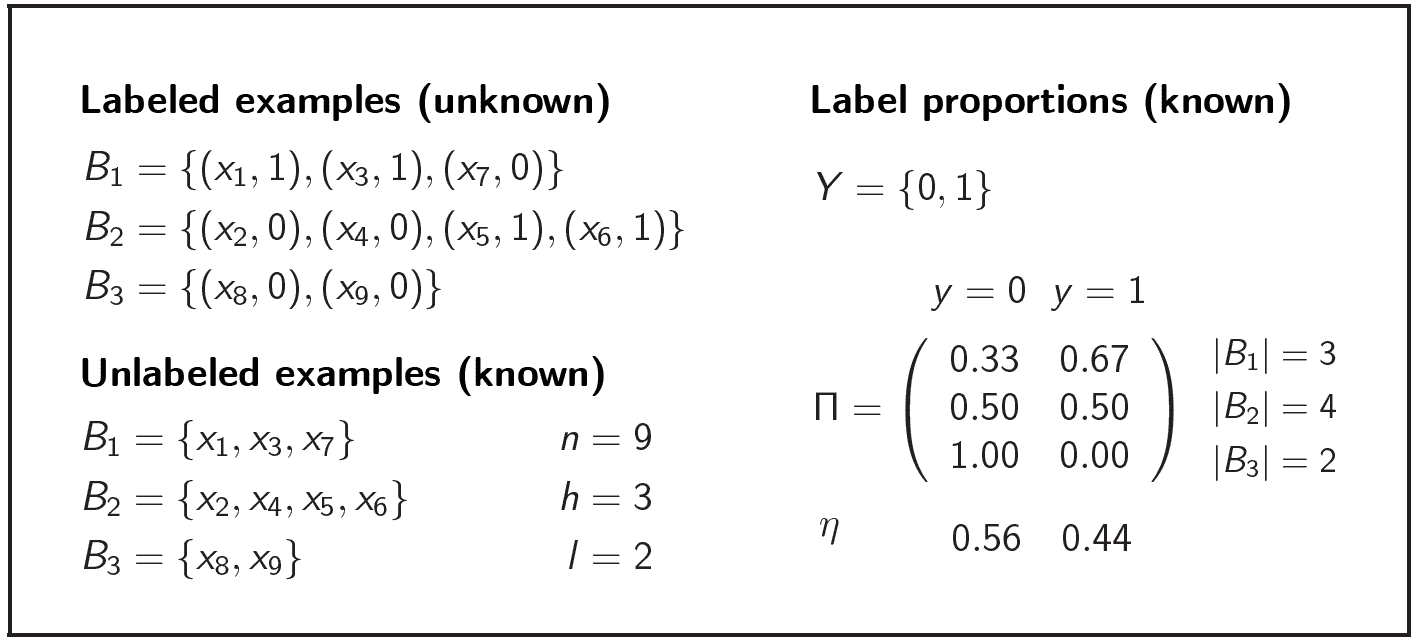 Labeled examples (unknown)
B₁ = {(x₁, 1), (x₃, 1), (x₇, 0)}
B₂ = {(x₂, 0), (x₄, 0), (x₅, 1), (x₆, 1)}
B₃ = {(x₈, 0), (x₉, 0)}
Unlabeled examples (known)
B₁ = {x₁, x₃, x₇} n = 9
B₂ = {x₂, x₄, x₅, x₆} h = 3
B₃ = {x₈, x₉} l = 2
Label proportions (known)
Y = {0, 1}
y = 0 y = 1
0.33 0.67 |B₁| = 3
Π = 0.50 0.50 |B₂| = 4
1.00 0.00 |B₃| = 2
η 0.56 0.44